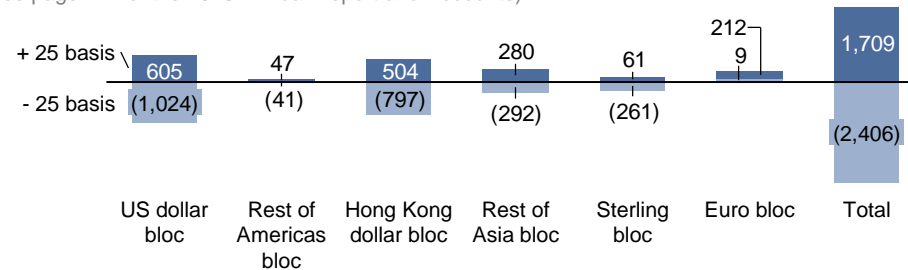 + 25 basis
- 25 basis
605
47
504
280
61
212
9
1,709
(1,024)
(41)
(797)
(292)
(261)
(2,406)
US dollar
bloc
Rest of
Americas
bloc
Hong Kong
dollar bloc
Rest of
Asia bloc
Sterling
bloc
Euro bloc
Total